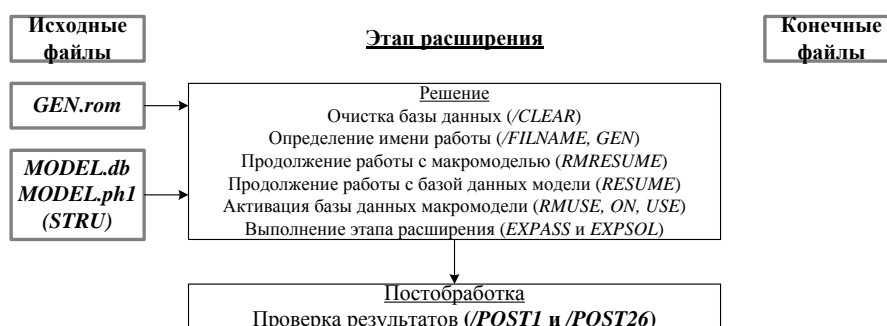 Исходные
файлы
Этап расширения
Конечные
файлы
GEN.rom
MODEL.db
MODEL.ph1
(STRU)
Решение
Очистка базы данных (/CLEAR)
Определение имени работы (/FILNAME, GEN)
Продолжение работы с макромоделью (RMRESUME)
Продолжение работы с базой данных модели (RESUME)
Активация базы данных макромодели (RMUSE, ON, USE)
Выполнение этапа расширения (EXPASS и EXPSOL)
Постобработка
Проверка результатов (/POST1 и /POST26)